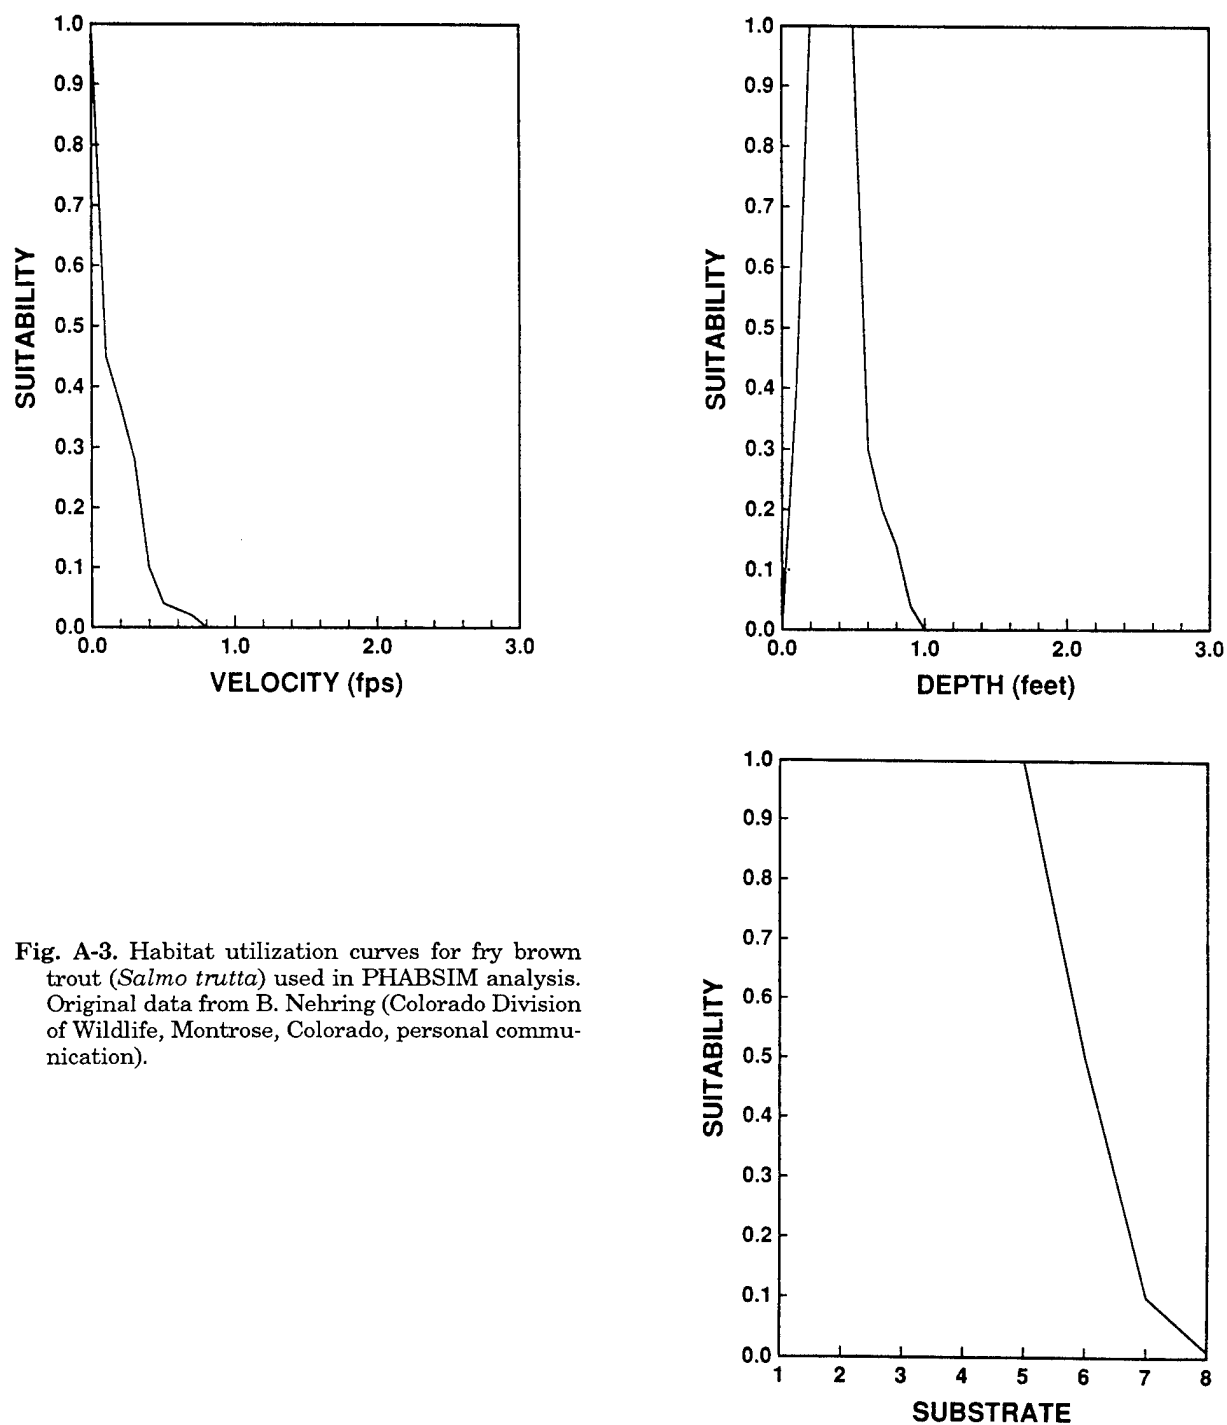 1.0
0.9
0.8
0.7
0.6
0.5
0.4
0.3
0.2
0.1
0.0
SUITABILITY
0.0 1.0 2.0 3.0
VELOCITY (fps)
1.0
0.9
0.8
0.7
0.6
0.5
0.4
0.3
0.2
0.1
0.0
SUITABILITY
0.0 1.0 2.0 3.0
DEPTH (feet)
Fig. A-3. Habitat utilization curves for fry brown
trout (Salmo trutta) used in PHABSIM analysis.
Original data from B. Nehring (Colorado Division
of Wildlife, Montrose, Colorado, personal commu-
nication).
1.0
0.9
0.8
0.7
0.6
0.5
0.4
0.3
0.2
0.1
0.0
SUITABILITY
1 2 3 4 5 6 7 8
SUBSTRATE